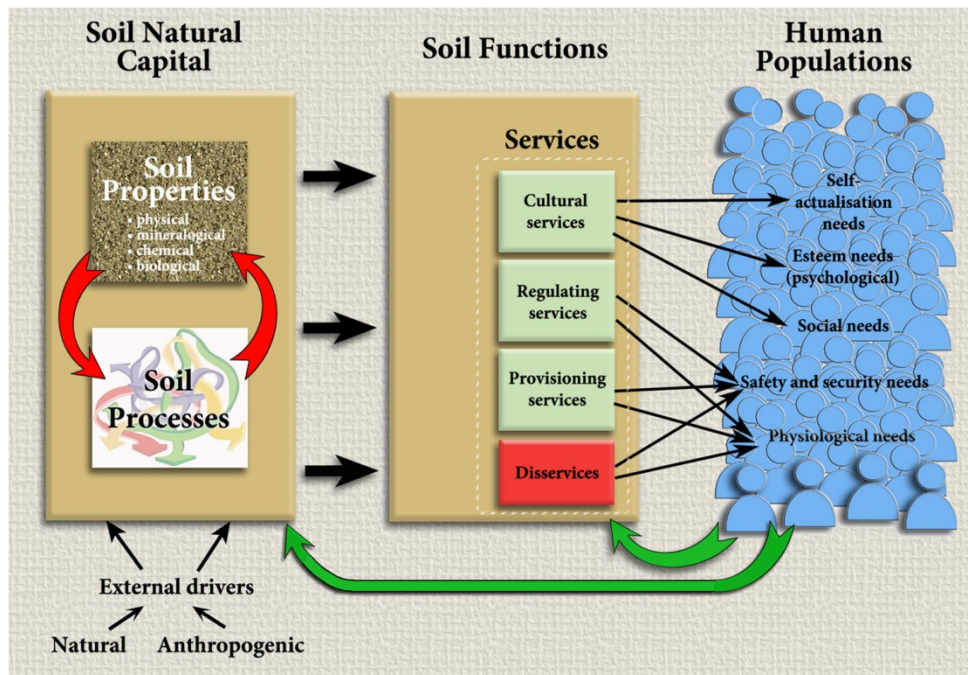 Soil Natural
Capital
Soil Functions
Human
Populations
Soil
Properties
• physical
• mineralogical
• chemical
• biological
Soil
Processes
Services
Cultural
services
Regulating
services
Provisioning
services
Disservices
Self-
actualisation
needs
Esteem needs
(psychological)
Social needs
Safety and security needs
Physiological needs
External drivers
Natural
Anthropogenic